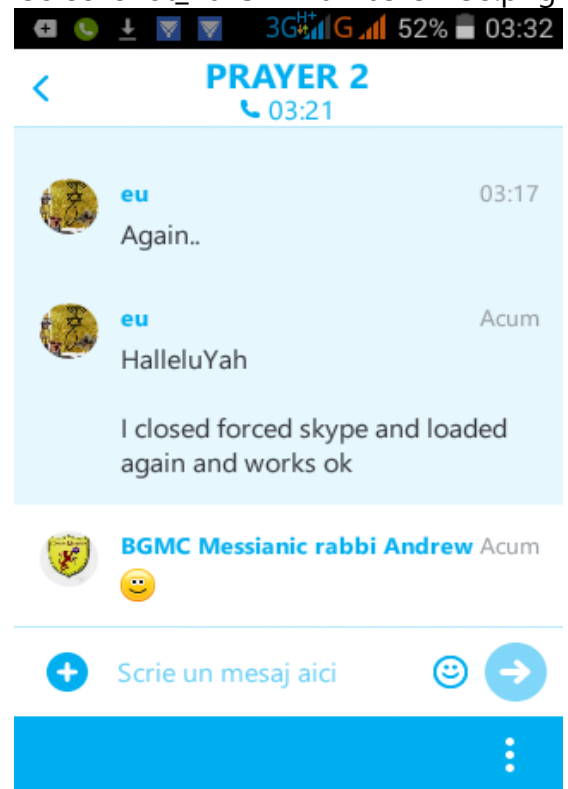 3G H+ G 52% 03:32
PRAYER 2
03:21
eu 03:17
Again..
eu Acum
HalleluYah
I closed forced skype and loaded
again and works ok
BGMC Messianic rabbi Andrew Acum
Scrie un mesaj aici